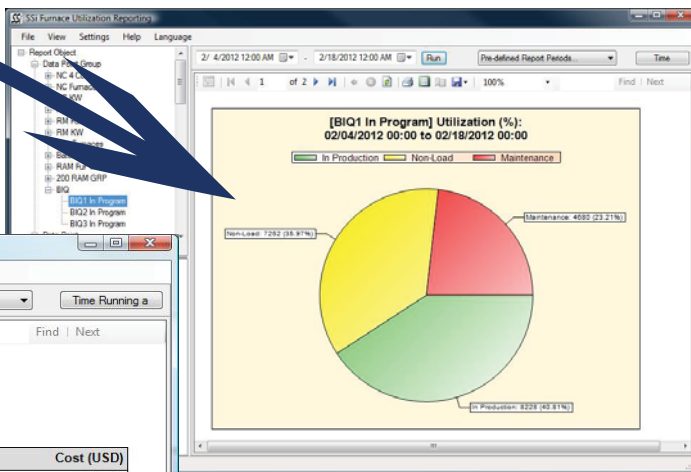 SSi Furnace Utilization Reporting
File View Settings Help Language
2/ 4/2012 12:00 AM - 2/18/2012 12:00 AM Run Pre-defined Report Periods... Time
Report Object
Data Point Group
NC 4 C
NC Furnace
KW
RM
RM KW
Furnaces
RAM
200 RAM GRP
BIQ
BIQ1 In Program
BIQ2 In Program
BIQ3 In Program
1 of 2 100% Find | Next
[BIQ1 In Program] Utilization (%):
02/04/2012 00:00 to 02/18/2012 00:00
In Production Non-Load Maintenance
Maintenance: 4680 (23.21%)
Non-Load: 7252 (35.97%)
In Production: 8228 (40.81%)
Time Running a
Find | Next
Cost (USD)